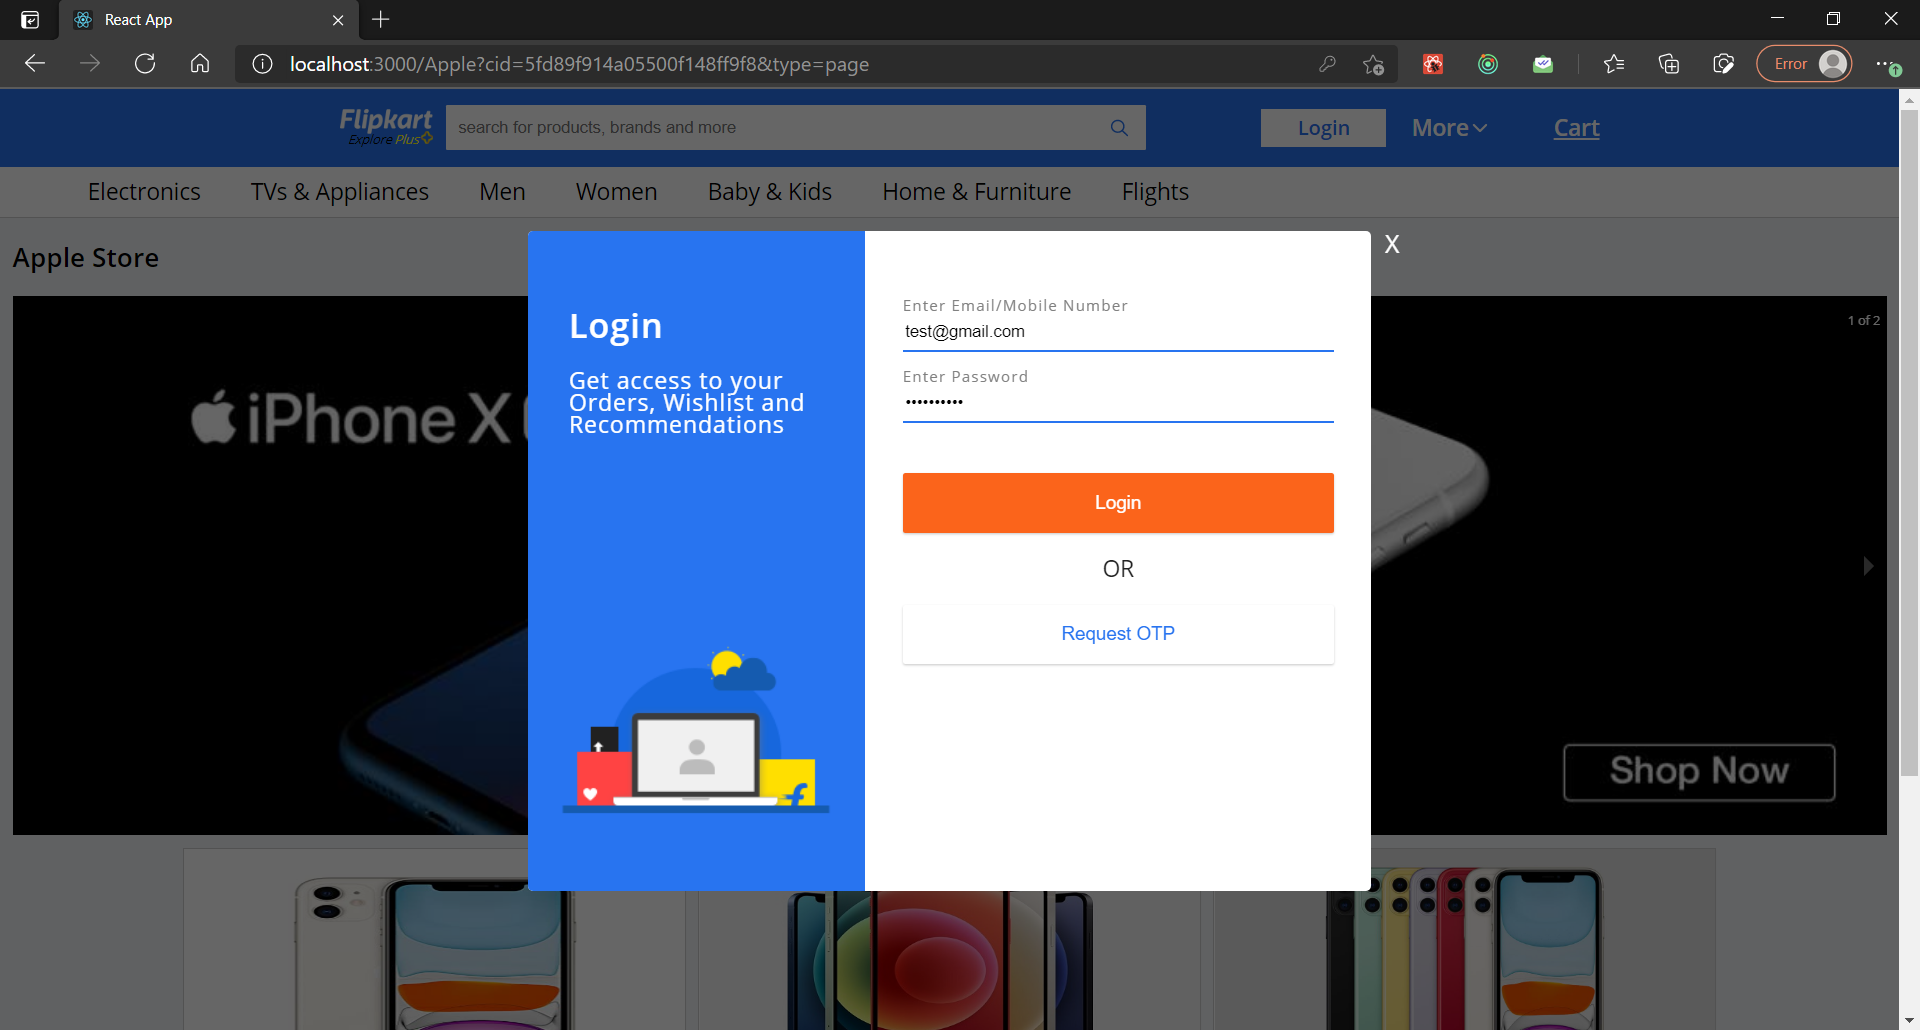 React App
localhost:3000/Apple?cid=5fd89f914a05500f148ff9f8&type=page
Error
Flipkart
Explore Plus
search for products, brands and more
Login
More
Cart
Electronics
TVs & Appliances
Men
Women
Baby & Kids
Home & Furniture
Flights
Apple Store
X
1 of 2
iPhone X
Login
Get access to your
Orders, Wishlist and
Recommendations
Enter Email/Mobile Number
test@gmail.com
Enter Password
••••••••••
Login
OR
Request OTP
Shop Now